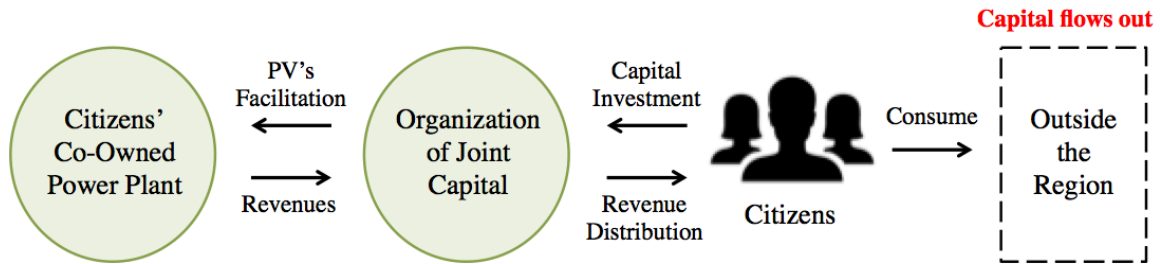 Capital flows out
Citizens’
Co-Owned
Power Plant
PV’s
Facilitation
Revenues
Organization
of Joint
Capital
Capital
Investment
Revenue
Distribution
Citizens
Consume
Outside
the
Region